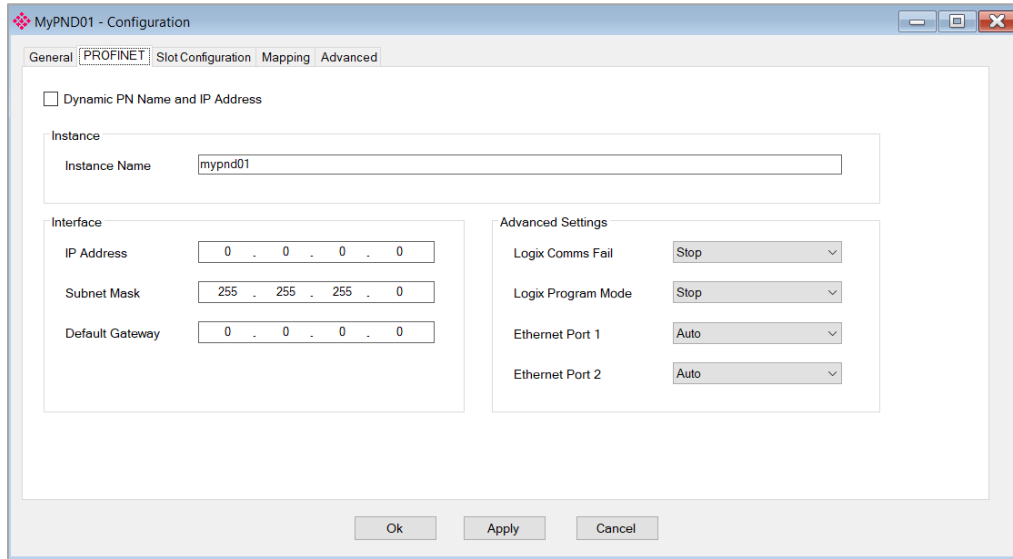 MyPND01 - Configuration
General PROFINET Slot Configuration Mapping Advanced
Dynamic PN Name and IP Address
Instance
Instance Name mypnd01
Interface
IP Address 0 . 0 . 0 . 0
Subnet Mask 255 . 255 . 255 . 0
Default Gateway 0 . 0 . 0 . 0
Advanced Settings
Logix Comms Fail Stop
Logix Program Mode Stop
Ethernet Port 1 Auto
Ethernet Port 2 Auto
Ok Apply Cancel